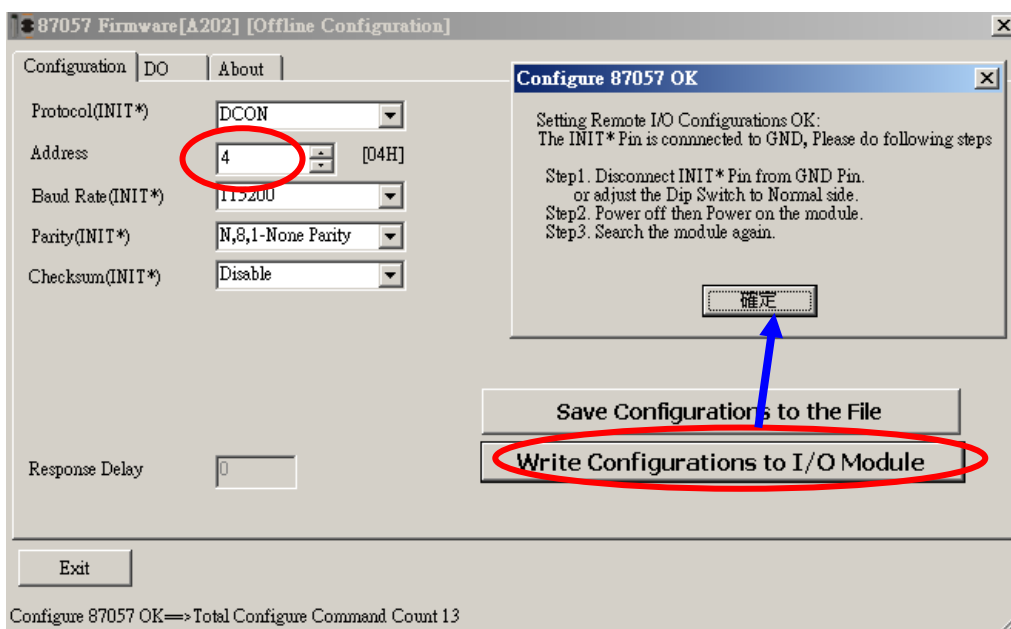 87057 Firmware[A202] [Offline Configuration]
Configuration DO About
Protocol(INIT*) DCON
Address 4 [04H]
Baud Rate(INIT*) 115200
Parity(INIT*) N,8,1-None Parity
Checksum(INIT*) Disable
Configure 87057 OK
Setting Remote I/O Configurations OK:
The INIT* Pin is connnected to GND, Please do following steps
Step1. Disconnect INIT* Pin from GND Pin.
or adjust the Dip Switch to Normal side.
Step2. Power off then Power on the module.
Step3. Search the module again.
確定
Save Configurations to the File
Write Configurations to I/O Module
Response Delay 0
Exit
Configure 87057 OK==>Total Configure Command Count 13